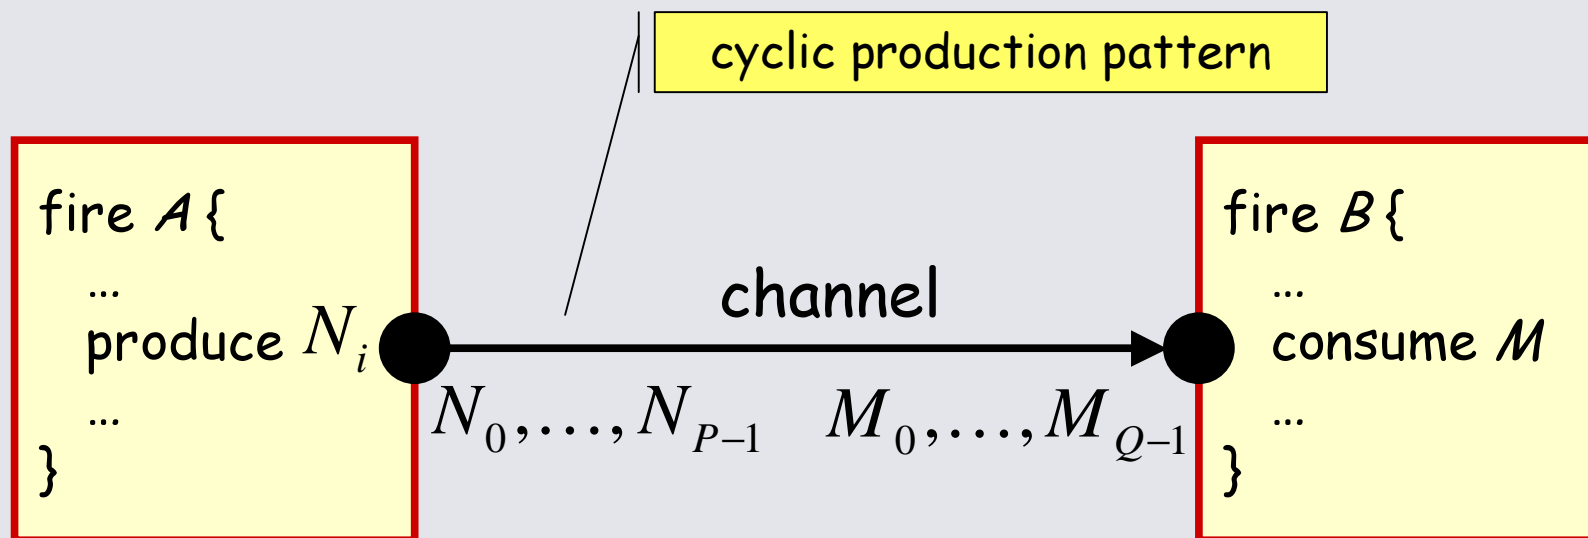 cyclic production pattern
fire A {
...
produce N_i
...
}
channel
N_0,...,N_{P-1}
M_0,...,M_{Q-1}
fire B {
...
consume M
...
}